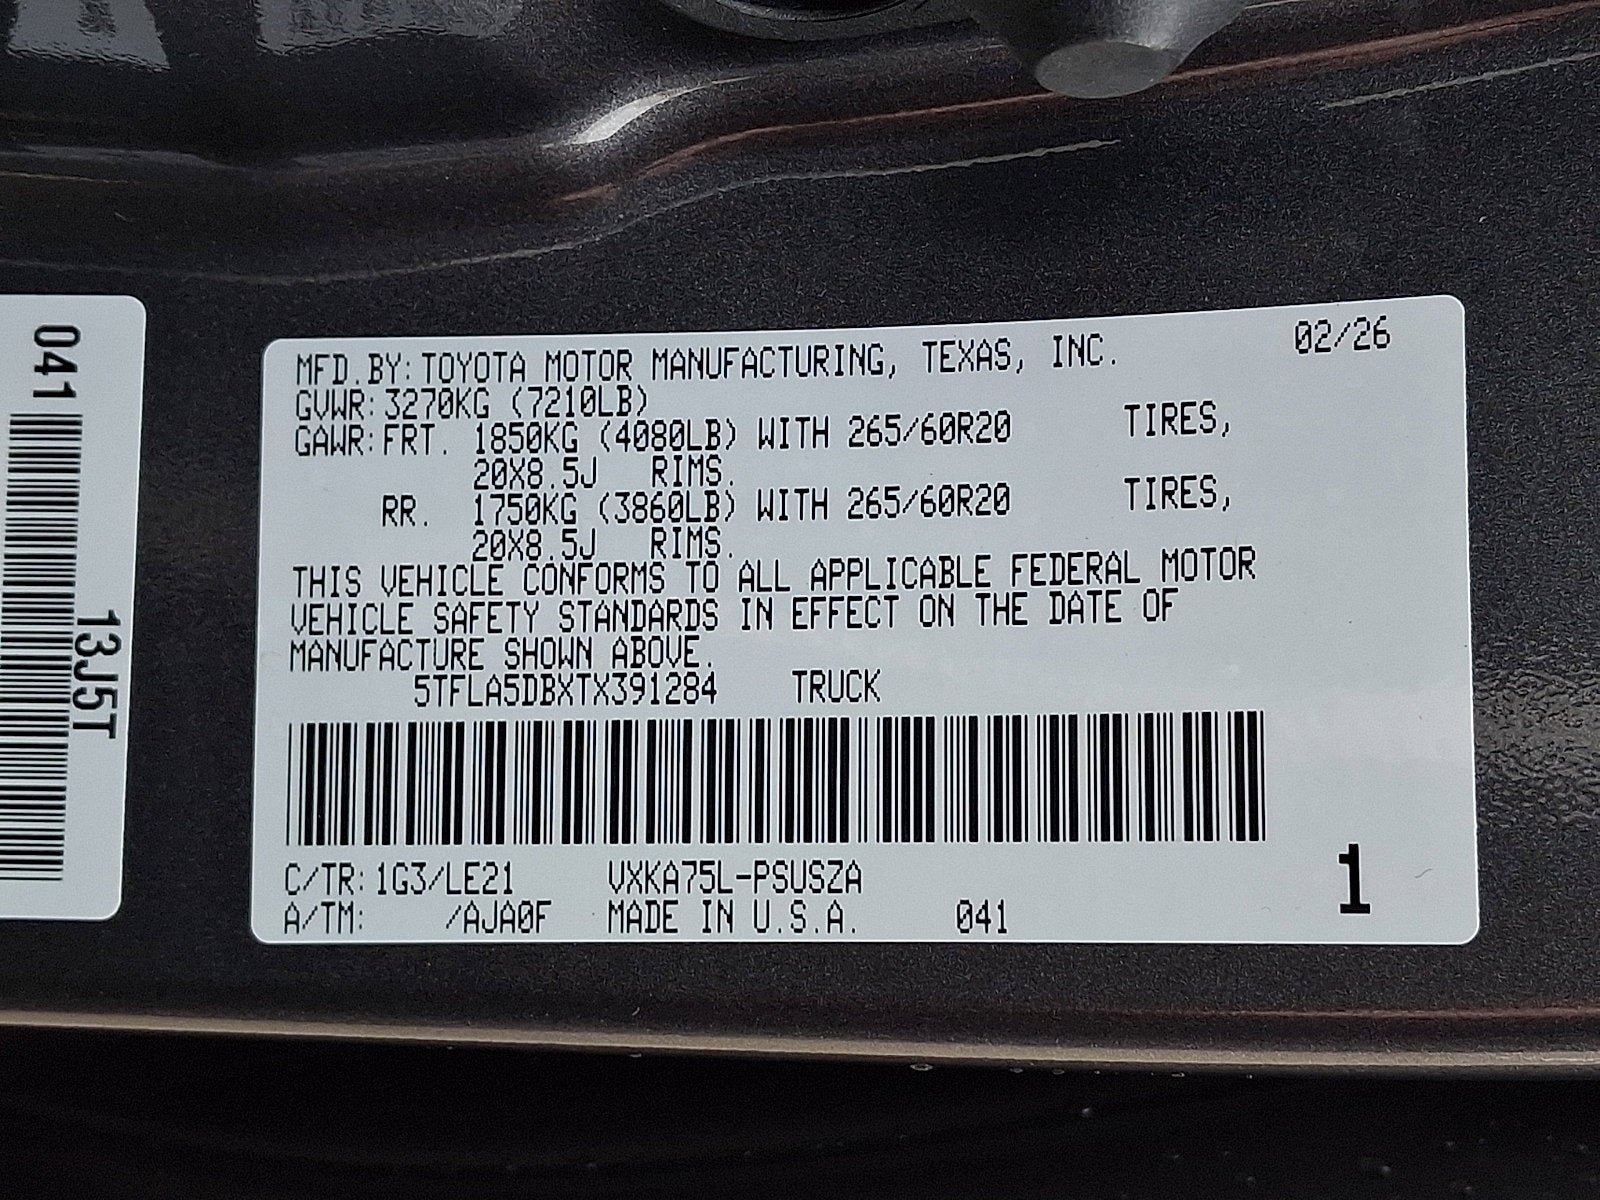 041
13J5T
MFD.BY:TOYOTA MOTOR MANUFACTURING, TEXAS, INC. 02/26
GVWR:3270KG (7210LB)
GAWR:FRT. 1850KG (4080LB) WITH 265/60R20 TIRES,
20X8.5J RIMS.
RR. 1750KG (3860LB) WITH 265/60R20 TIRES,
20X8.5J RIMS.
THIS VEHICLE CONFORMS TO ALL APPLICABLE FEDERAL MOTOR
VEHICLE SAFETY STANDARDS IN EFFECT ON THE DATE OF
MANUFACTURE SHOWN ABOVE.
5TFLA5DBXTX391284 TRUCK
C/TR:1G3/LE21 VXKA75L-PSUSZA
A/TM: /AJA0F MADE IN U.S.A. 041
1